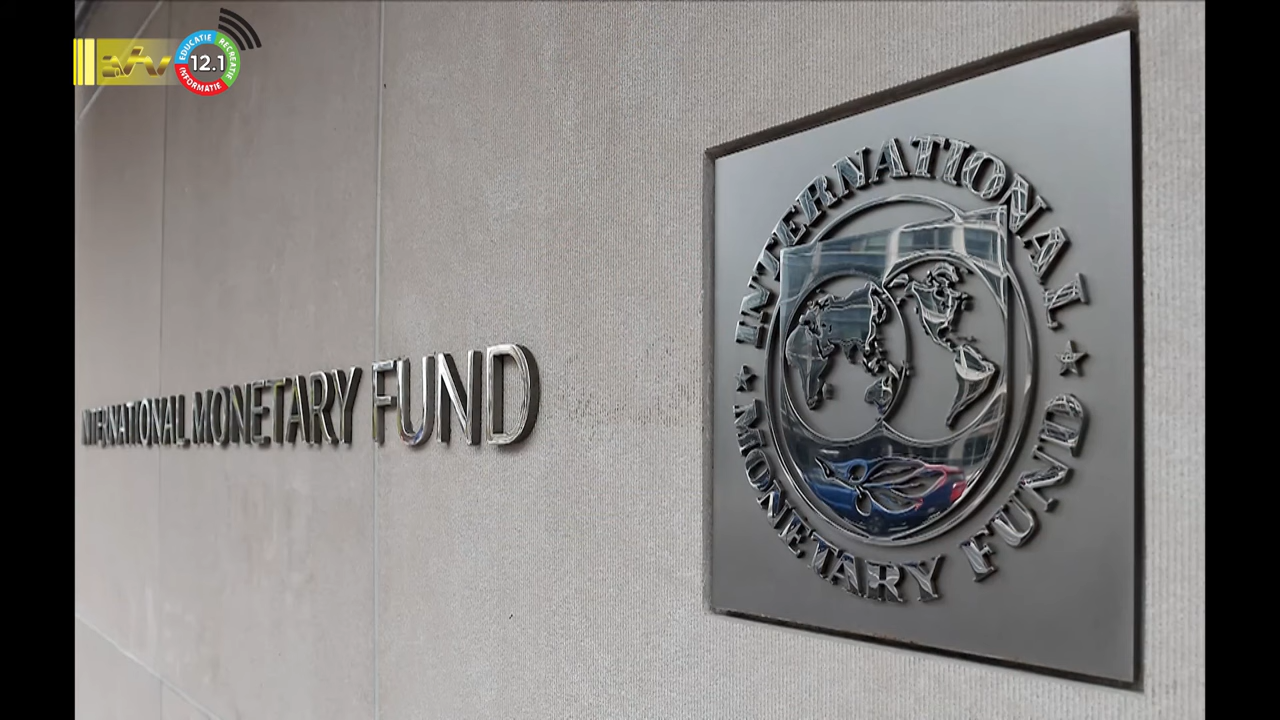 EDUCATIE
RECREATIE
12.1
INFORMATIE
INTERNATIONAL MONETARY FUND
INTERNATIONAL
MONETARY FUND